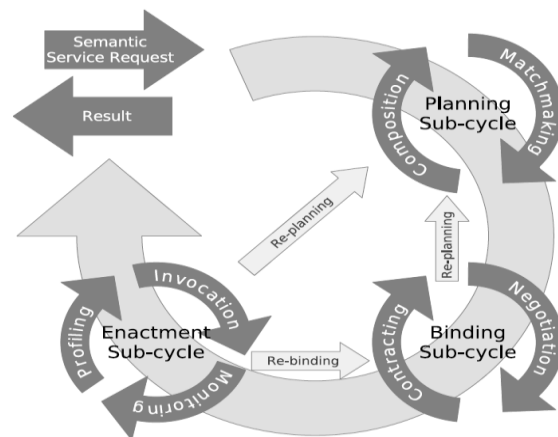 Semantic
Service Request
Result
Planning
Sub-cycle
Composition
Matchmaking
Re-planning
Re-planning
Enactment
Sub-cycle
Invocation
Profiling
Monitoring
Re-binding
Binding
Sub-cycle
Contracting
Negotiation